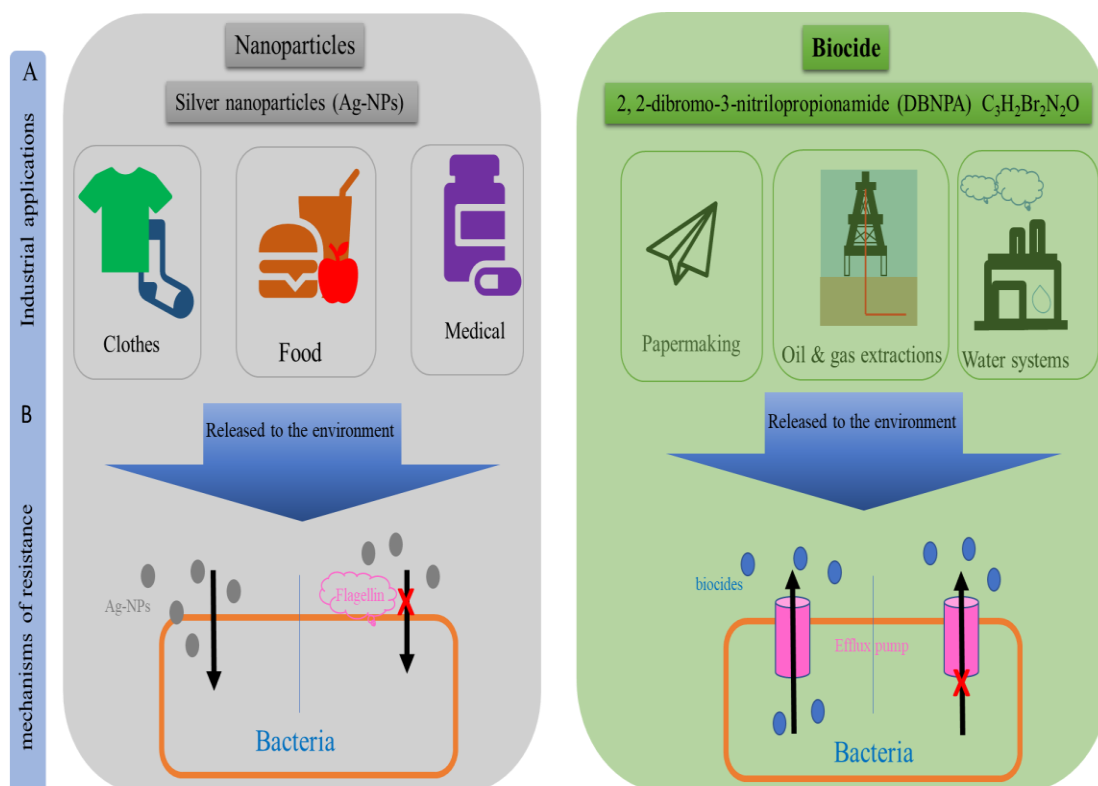 A
Industrial applications
Nanoparticles
Silver nanoparticles (Ag-NPs)
Clothes
Food
Medical
Biocide
2, 2-dibromo-3-nitrilopropionamide (DBNPA) C₃H₂Br₂N₂O
Papermaking
Oil & gas extractions
Water systems
B
mechanisms of resistance
Released to the environment
Ag-NPs
Flagellin
X
Bacteria
Released to the environment
biocides
Efflux pump
X
Bacteria